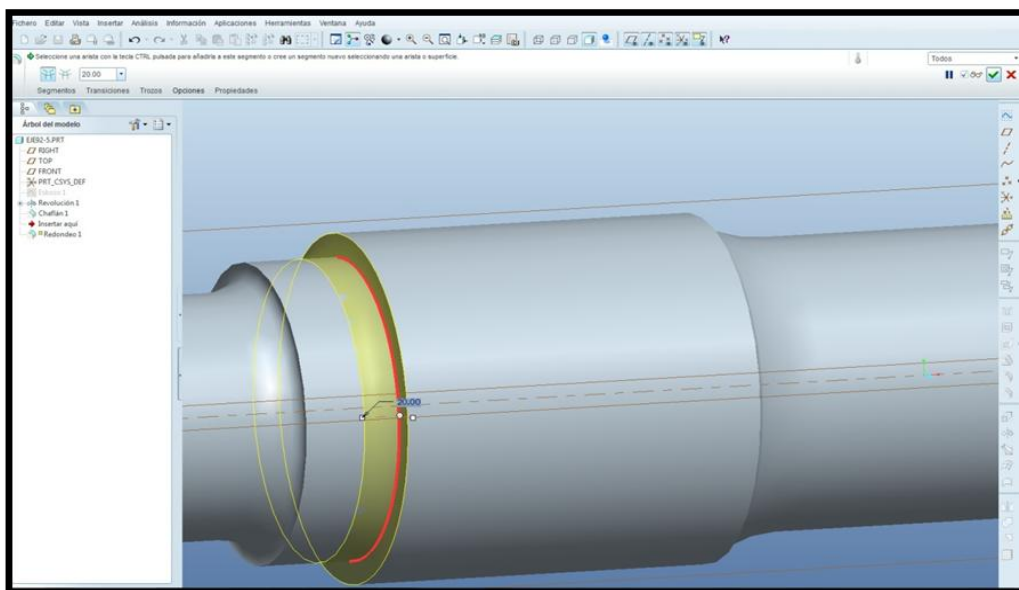 Fichero Editar Vista Insertar Análisis Información Aplicaciones Herramientas Ventana Ayuda
Seleccione una arista con la tecla CTRL pulsada para añadirla a este segmento o cree un segmento nuevo seleccionando una arista o superficie.
Todos
20.00
Segmentos Transiciones Trozos Opciones Propiedades
Árbol del modelo
EJE92-5.PRT
RIGHT
TOP
FRONT
PRT_CSYS_DEF
Esbozo 1
Revolución 1
Chaflán 1
Insertar aquí
Redondeo 1
20.00